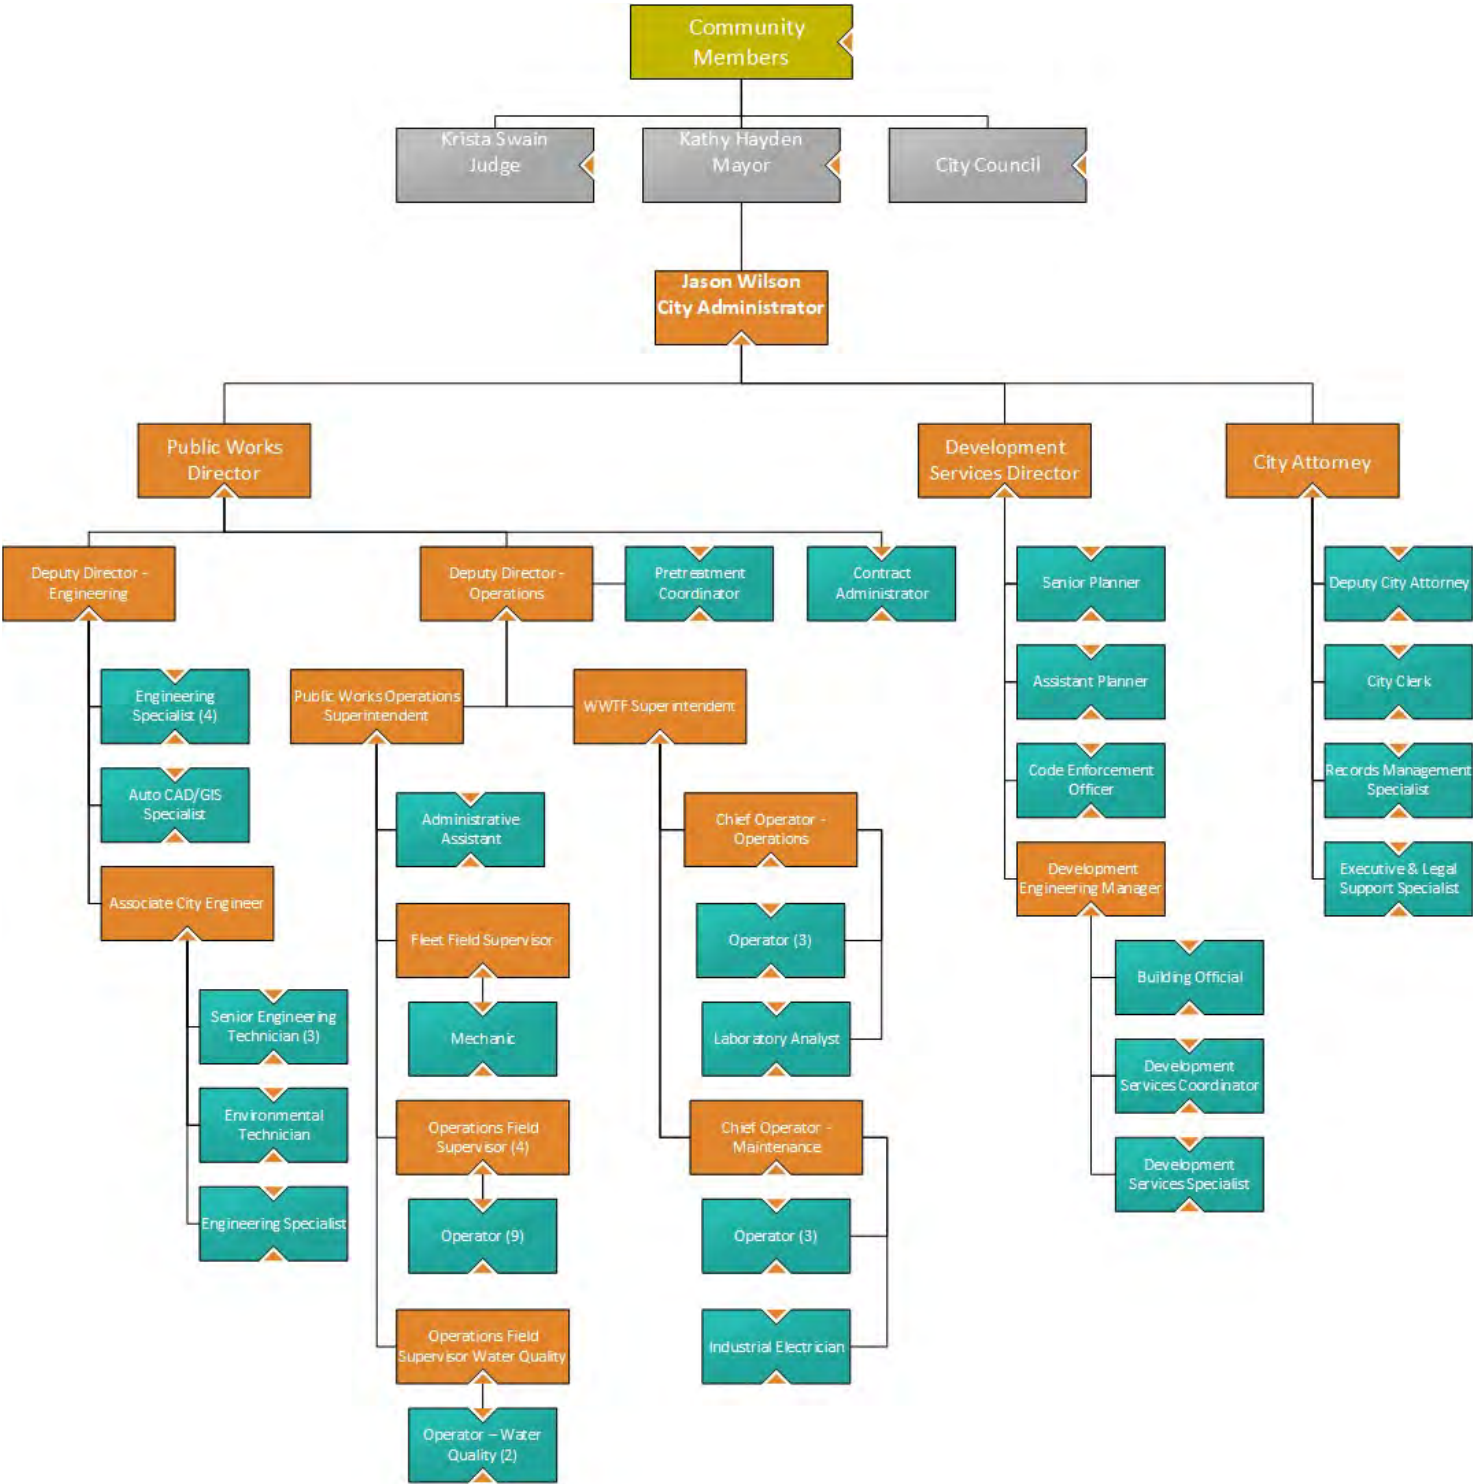 Community
Members
Krista Swain
Judge
Kathy Hayden
Mayor
City Council
Jason Wilson
City Administrator
Public Works
Director
Development
Services Director
City Attorney
Deputy Director -
Engineering
Deputy Director -
Operations
Pretreatment
Coordinator
Contract
Administrator
Senior Planner
Deputy City Attorney
Engineering
Specialist (4)
Public Works Operations
Superintendent
WWTF Superintendent
Assistant Planner
City Clerk
Auto CAD/GIS
Specialist
Administrative
Assistant
Chief Operator -
Operations
Code Enforcement
Officer
Records Management
Specialist
Associate City Engineer
Fleet Field Supervisor
Operator (3)
Development
Engineering Manager
Executive & Legal
Support Specialist
Senior Engineering
Technician (3)
Mechanic
Laboratory Analyst
Building Official
Environmental
Technician
Operations Field
Supervisor (4)
Chief Operator -
Maintenance
Development
Services Coordinator
Engineering Specialist
Operator (9)
Operator (3)
Development
Services Specialist
Operations Field
Supervisor Water Quality
Industrial Electrician
Operator – Water
Quality (2)